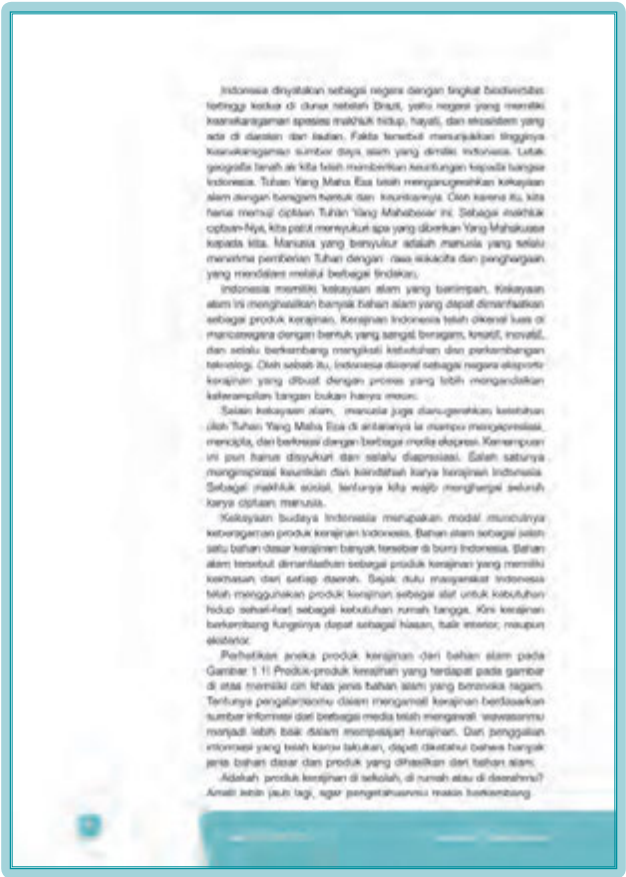 Indonesia dinyatakan sebagai negara dengan tingkat biodiversitas
tertinggi kedua di dunia setelah Brazil, yaitu negara yang memiliki
keanekaragaman spesies makhluk hidup, hayati, dan ekosistem yang
ada di daratan dan lautan. Fakta tersebut menunjukkan tingginya
keanekaragaman sumber daya alam yang dimiliki Indonesia. Letak
geografis tanah air kita telah memberikan keuntungan kepada bangsa
Indonesia. Tuhan Yang Maha Esa telah menganugerahkan kekayaan
alam dengan beragam bentuk dan keunikannya. Oleh karena itu, kita
harus memuji ciptaan Tuhan Yang Mahabesar ini. Sebagai makhluk
ciptaan-Nya, kita patut mensyukuri apa yang diberikan Yang Mahakuasa
kepada kita. Manusia yang bersyukur adalah manusia yang selalu
menerima pemberian Tuhan dengan rasa sukacita dan penghargaan
yang mendalam melalui berbagai tindakan.
Indonesia memiliki kekayaan alam yang berlimpah. Kekayaan
alam ini menghasilkan banyak bahan alam yang dapat dimanfaatkan
sebagai produk kerajinan. Kerajinan Indonesia telah dikenal luas di
mancanegara dengan bentuk yang sangat beragam, kreatif, inovatif,
dan selalu berkembang mengikuti kebutuhan dan perkembangan
teknologi. Oleh sebab itu, Indonesia dikenal sebagai negara eksportir
kerajinan yang dibuat dengan proses yang lebih mengandalkan
keterampilan tangan bukan hanya mesin.
Selain kekayaan alam, manusia juga dianugerahkan kelebihan
oleh Tuhan Yang Maha Esa di antaranya ia mampu mengapresiasi,
mencipta, dan berkreasi dengan berbagai media ekspresi. Kemampuan
ini pun harus disyukuri dan selalu diapresiasi. Salah satunya
menginspirasi keunikan dan keindahan karya kerajinan Indonesia.
Sebagai makhluk sosial, tentunya kita wajib menghargai seluruh
karya ciptaan manusia.
Kekayaan budaya Indonesia merupakan modal munculnya
keberagaman produk kerajinan Indonesia. Bahan alam sebagai salah
satu bahan dasar kerajinan banyak tersebar di bumi Indonesia. Bahan
alam tersebut dimanfaatkan sebagai produk kerajinan yang memiliki
kekhasan dari setiap daerah. Sejak dulu masyarakat Indonesia
telah menggunakan produk kerajinan sebagai alat untuk kebutuhan
hidup sehari-hari sebagai kebutuhan rumah tangga. Kini kerajinan
berkembang fungsinya dapat sebagai hiasan, baik interior, maupun
eksterior.
Perhatikan aneka produk kerajinan dari bahan alam pada
Gambar 1.1! Produk-produk kerajinan yang terdapat pada gambar
di atas memiliki ciri khas jenis bahan alam yang beraneka ragam.
Tentunya pengalamanmu dalam mengamati kerajinan berdasarkan
sumber informasi dari berbagai media telah mengawali wawasanmu
menjadi lebih baik dalam mempelajari kerajinan. Dari penggalian
informasi yang telah kamu lakukan, dapat diketahui bahwa banyak
jenis bahan dasar dan produk yang dihasilkan dari bahan alam.
Adakah produk kerajinan di sekolah, di rumah atau di daerahmu?
Amati lebih jauh lagi, agar pengetahuanmu makin berkembang.